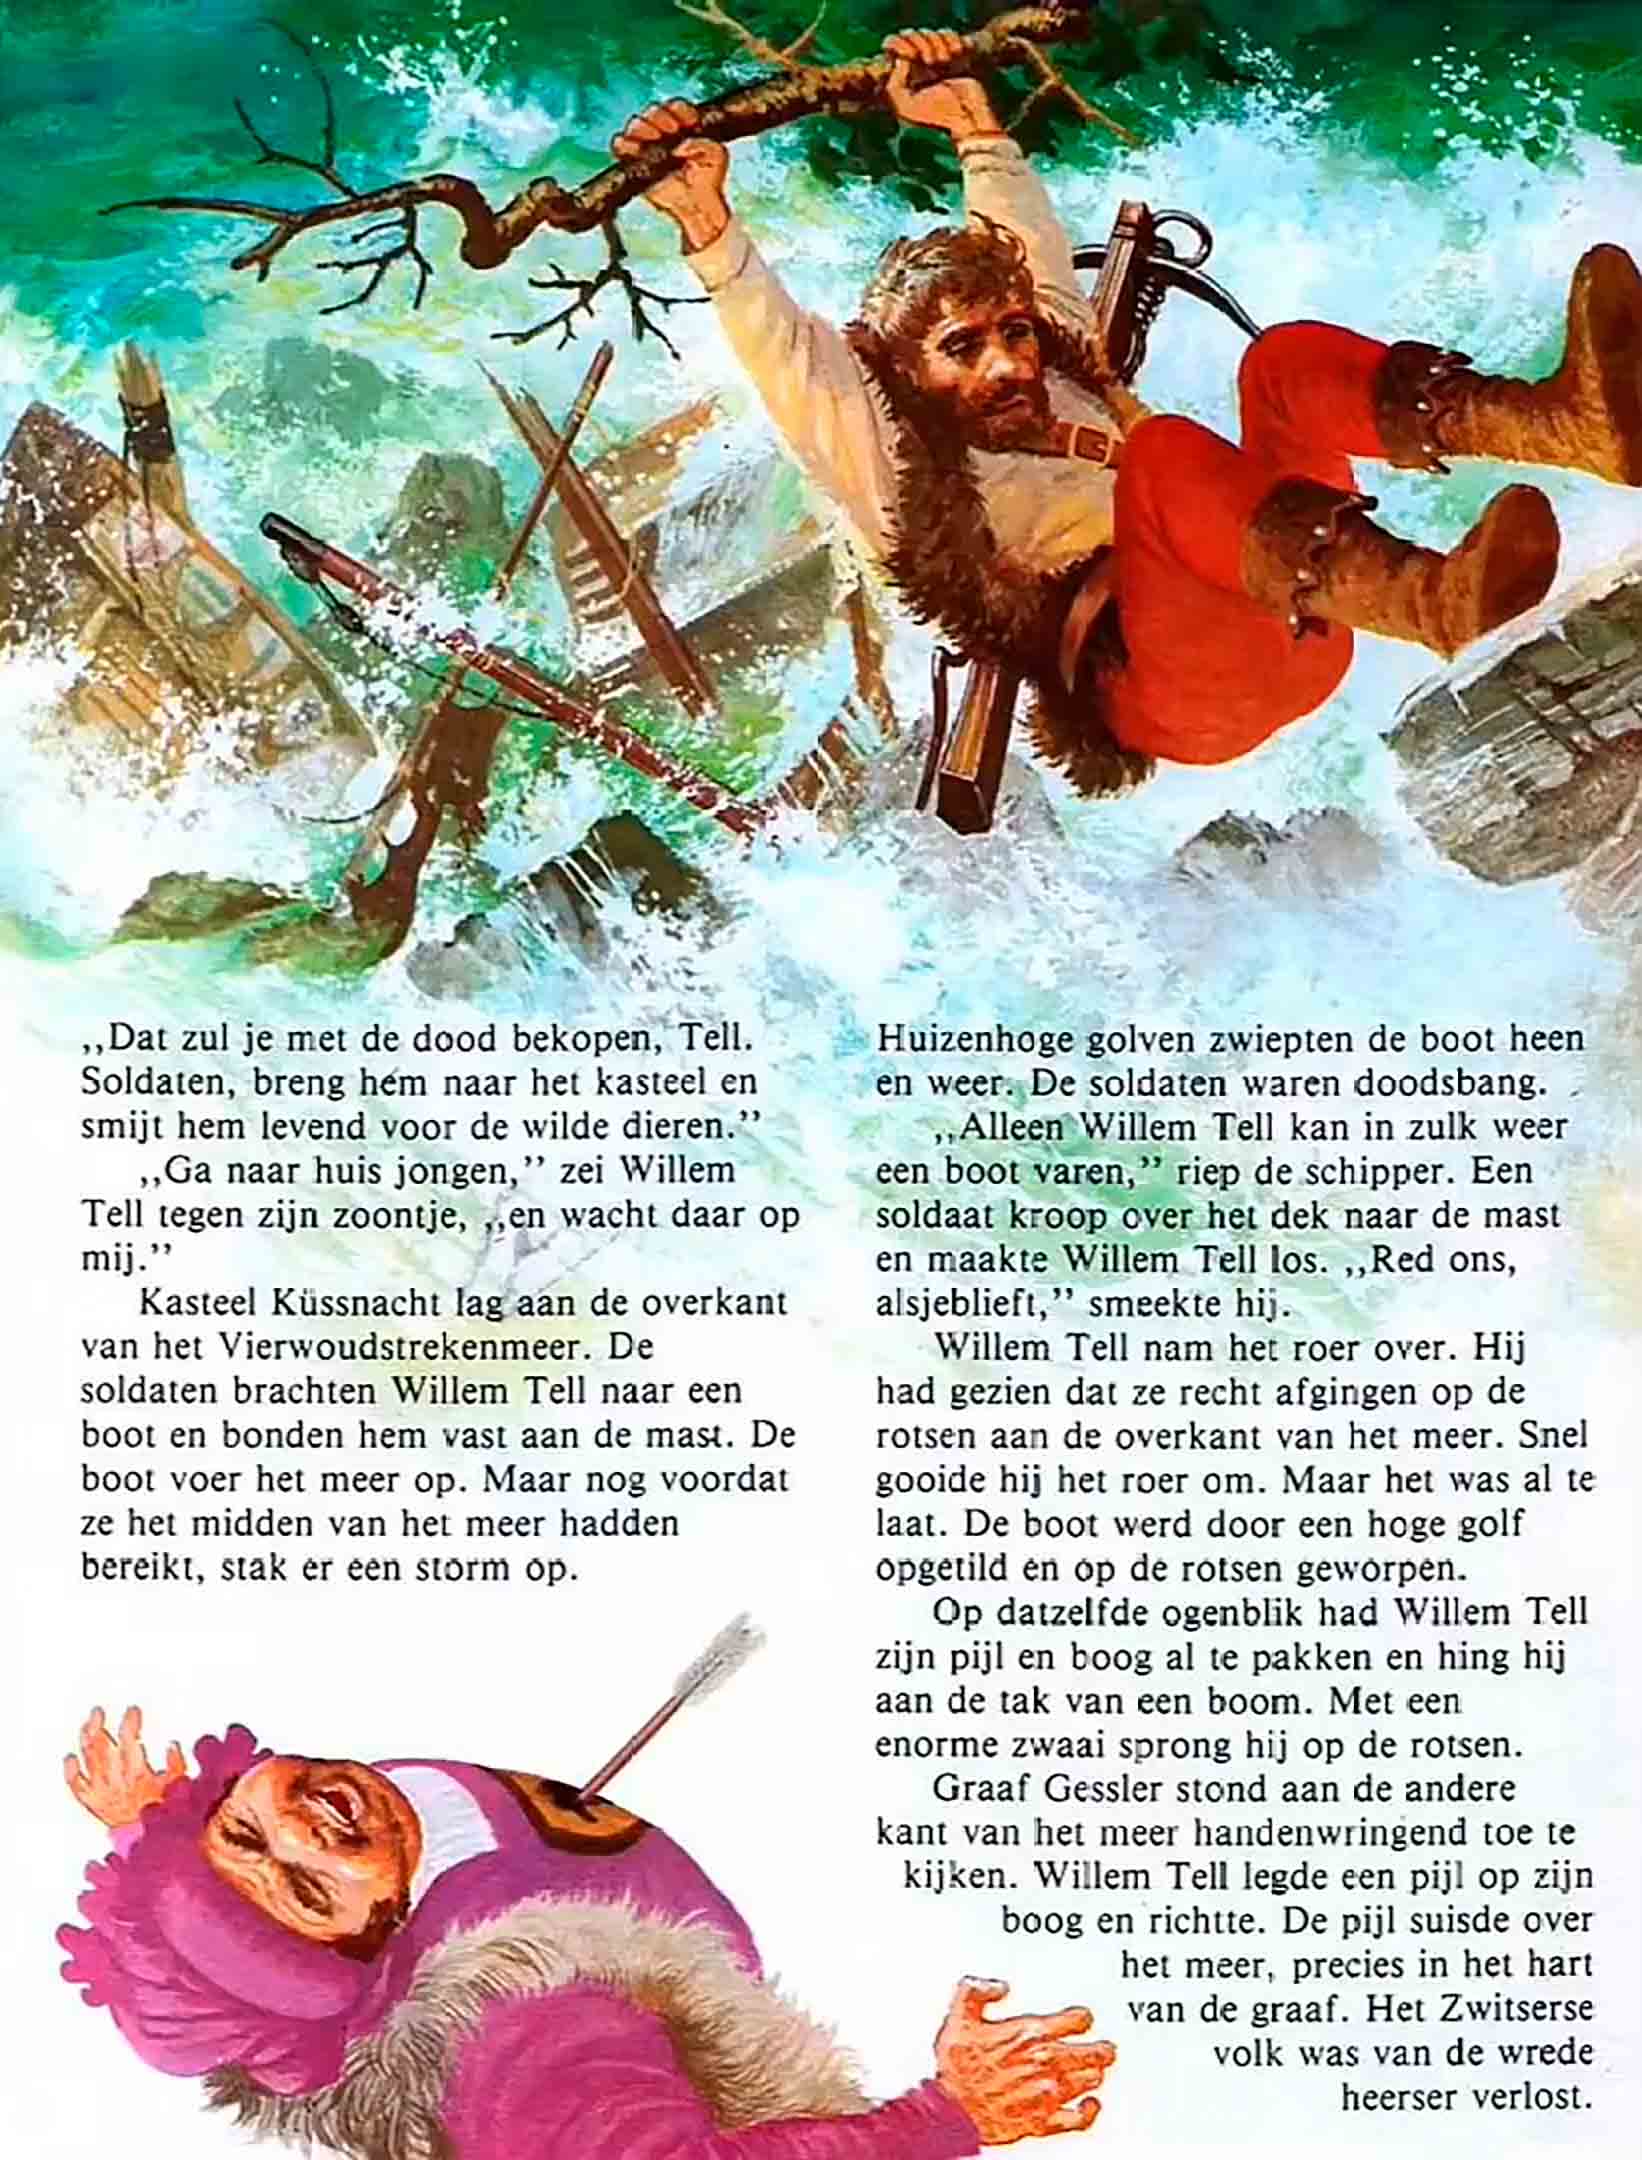 ,,Dat zul je met de dood bekopen, Tell.
Soldaten, breng hém naar het kasteel en
smijt hem levend voor de wilde dieren.”
,,Ga naar huis jongen,” zei Willem
Tell tegen zijn zoontje, ,,en wacht daar op
mij.”
Kasteel Küssnacht lag aan de overkant
van het Vierwoudstrekenmeer. De
soldaten brachten Willem Tell naar een
boot en bonden hem vast aan de mast. De
boot voer het meer op. Maar nog voordat
ze het midden van het meer hadden
bereikt, stak er een storm op.
Huizenhoge golven zwiepten de boot heen
en weer. De soldaten waren doodsbang.
,,Alleen Willem Tell kan in zulk weer
een boot varen,” riep de schipper. Een
soldaat kroop over het dek naar de mast
en maakte Willem Tell los. ,,Red ons,
alsjeblieft,” smeekte hij.
Willem Tell nam het roer over. Hij
had gezien dat ze recht afgingen op de
rotsen aan de overkant van het meer. Snel
gooide hij het roer om. Maar het was al te
laat. De boot werd door een hoge golf
opgetild en op de rotsen geworpen.
Op datzelfde ogenblik had Willem Tell
zijn pijl en boog al te pakken en hing hij
aan de tak van een boom. Met een
enorme zwaai sprong hij op de rotsen.
Graaf Gessler stond aan de andere
kant van het meer handenwringend toe te
kijken. Willem Tell legde een pijl op zijn
boog en richtte. De pijl suisde over
het meer, precies in het hart
van de graaf. Het Zwitserse
volk was van de wrede
heerser verlost.